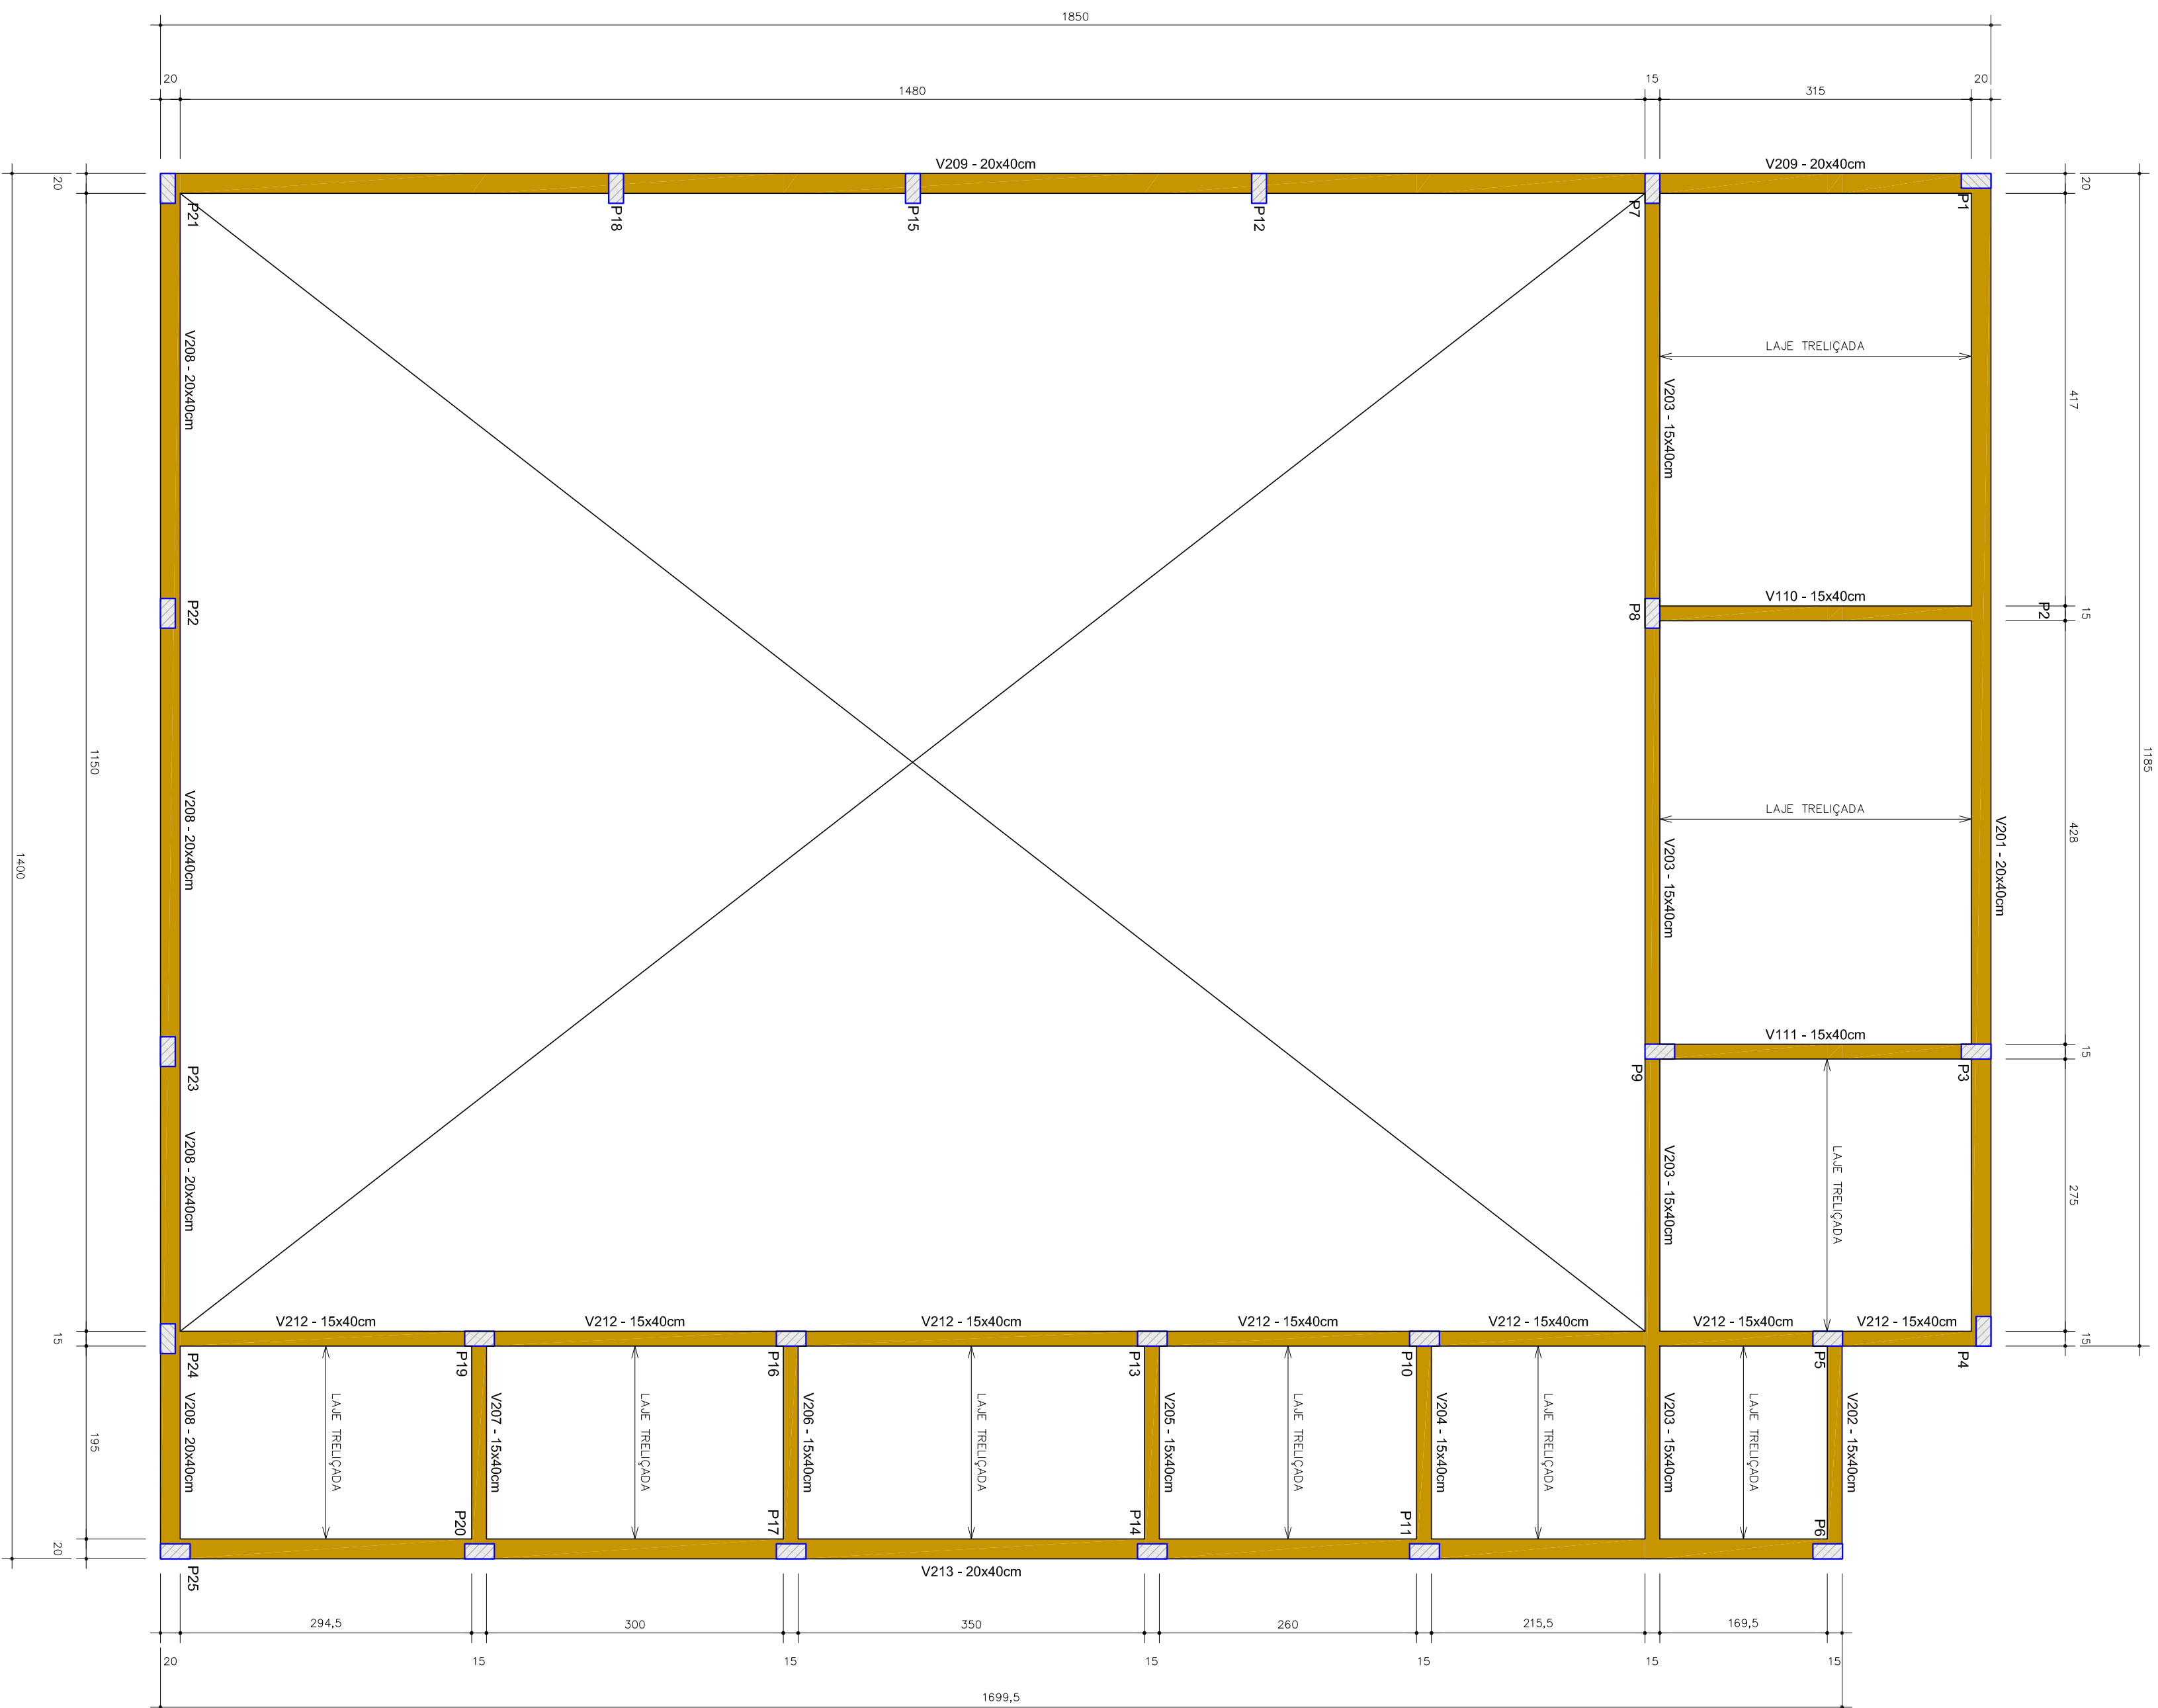 1850
20
1480
15
315
20
V209 - 20x40cm
V209 - 20x40cm
20
20
P21
P18
P15
P12
P7
P1
LAJE TRELIÇADA
V208 - 20x40cm
V203 - 15x40cm
417
V110 - 15x40cm
P22
P8
P2
15
1150
1185
V208 - 20x40cm
LAJE TRELIÇADA
V203 - 15x40cm
V201 - 20x40cm
428
1400
V111 - 15x40cm
15
P23
P9
P3
V208 - 20x40cm
V203 - 15x40cm
LAJE TRELIÇADA
275
V212 - 15x40cm
V212 - 15x40cm
V212 - 15x40cm
V212 - 15x40cm
V212 - 15x40cm
V212 - 15x40cm
V212 - 15x40cm
15
15
P24
P19
P16
P13
P10
P5
P4
195
V208 - 20x40cm
LAJE TRELIÇADA
V207 - 15x40cm
LAJE TRELIÇADA
V206 - 15x40cm
LAJE TRELIÇADA
V205 - 15x40cm
LAJE TRELIÇADA
V204 - 15x40cm
LAJE TRELIÇADA
V203 - 15x40cm
LAJE TRELIÇADA
V202 - 15x40cm
P20
P17
P14
P11
P6
20
P25
V213 - 20x40cm
294,5
300
350
260
215,5
169,5
20
15
15
15
15
15
15
1699,5